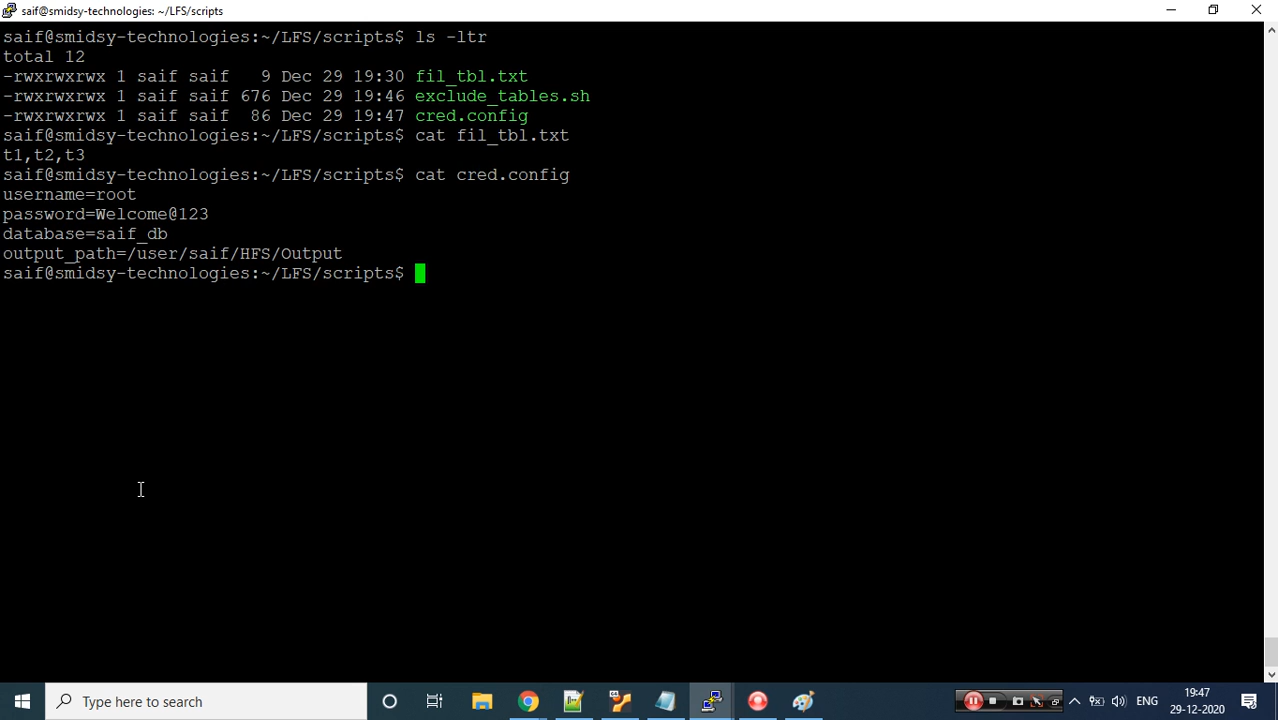 saif@smidsy-technologies: ~/LFS/scripts
saif@smidsy-technologies:~/LFS/scripts$ ls -ltr
total 12
-rwxrwxrwx 1 saif saif   9 Dec 29 19:30 fil_tbl.txt
-rwxrwxrwx 1 saif saif 676 Dec 29 19:46 exclude_tables.sh
-rwxrwxrwx 1 saif saif  86 Dec 29 19:47 cred.config
saif@smidsy-technologies:~/LFS/scripts$ cat fil_tbl.txt
t1,t2,t3
saif@smidsy-technologies:~/LFS/scripts$ cat cred.config
username=root
password=Welcome@123
database=saif_db
output_path=/user/saif/HFS/Output
saif@smidsy-technologies:~/LFS/scripts$
Type here to search
ENG
19:47
29-12-2020